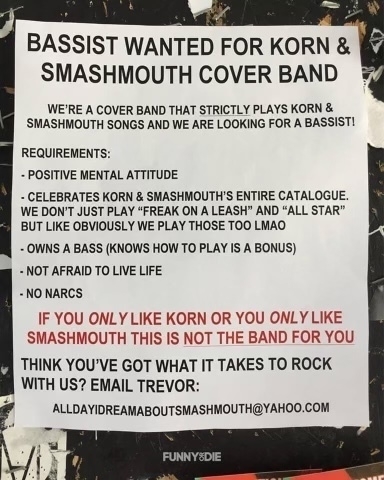 BASSIST WANTED FOR KORN &
SMASHMOUTH COVER BAND
WE'RE A COVER BAND THAT STRICTLY PLAYS KORN &
SMASHMOUTH SONGS AND WE ARE LOOKING FOR A BASSIST!
REQUIREMENTS:
- POSITIVE MENTAL ATTITUDE
- CELEBRATES KORN & SMASHMOUTH'S ENTIRE CATALOGUE.
WE DON'T JUST PLAY "FREAK ON A LEASH" AND "ALL STAR"
BUT LIKE OBVIOUSLY WE PLAY THOSE TOO LMAO
- OWNS A BASS (KNOWS HOW TO PLAY IS A BONUS)
- NOT AFRAID TO LIVE LIFE
- NO NARCS
IF YOU ONLY LIKE KORN OR YOU ONLY LIKE
SMASHMOUTH THIS IS NOT THE BAND FOR YOU
THINK YOU'VE GOT WHAT IT TAKES TO ROCK
WITH US? EMAIL TREVOR:
ALLDAYIDREAMABOUTSMASHMOUTH@YAHOO.COM
FUNNY OR DIE